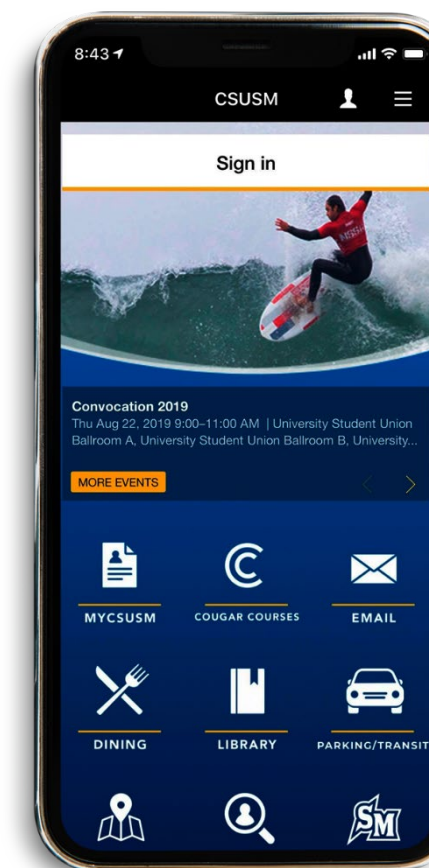 8:43
CSUSM
Sign in
Convocation 2019
Thu Aug 22, 2019 9:00–11:00 AM | University Student Union
Ballroom A, University Student Union Ballroom B, University...
MORE EVENTS
MYCSUSM
COUGAR COURSES
EMAIL
DINING
LIBRARY
PARKING/TRANSIT
SM